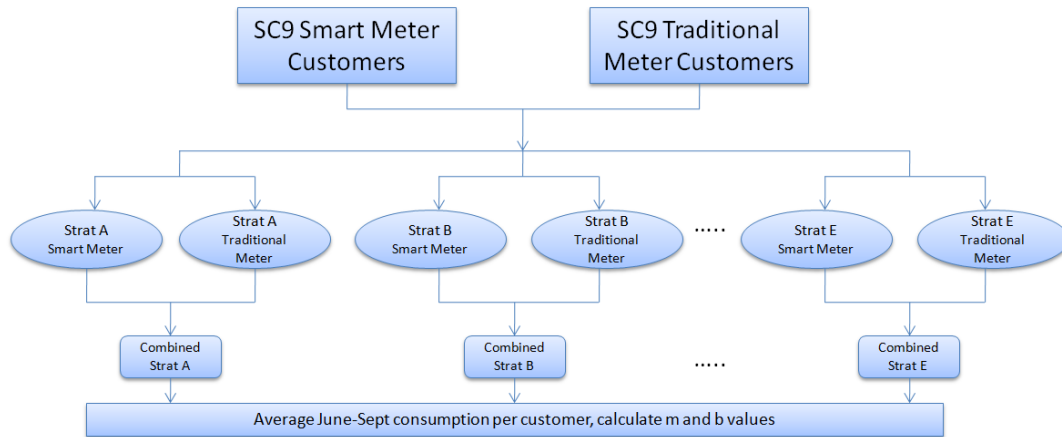 SC9 Smart Meter
Customers
SC9 Traditional
Meter Customers
Strat A
Smart Meter
Strat A
Traditional
Meter
Strat B
Smart Meter
Strat B
Traditional
Meter
.....
Strat E
Smart Meter
Strat E
Traditional
Meter
Combined
Strat A
Combined
Strat B
.....
Combined
Strat E
Average June-Sept consumption per customer, calculate m and b values